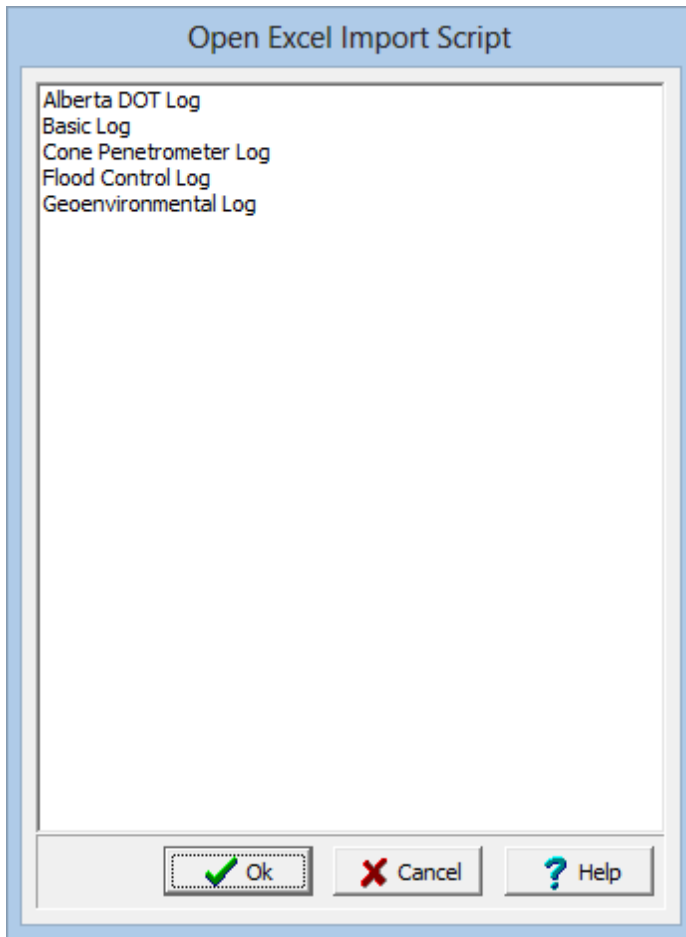 Open Excel Import Script
Alberta DOT Log
Basic Log
Cone Penetrometer Log
Flood Control Log
Geoenvironmental Log
Ok
Cancel
? Help